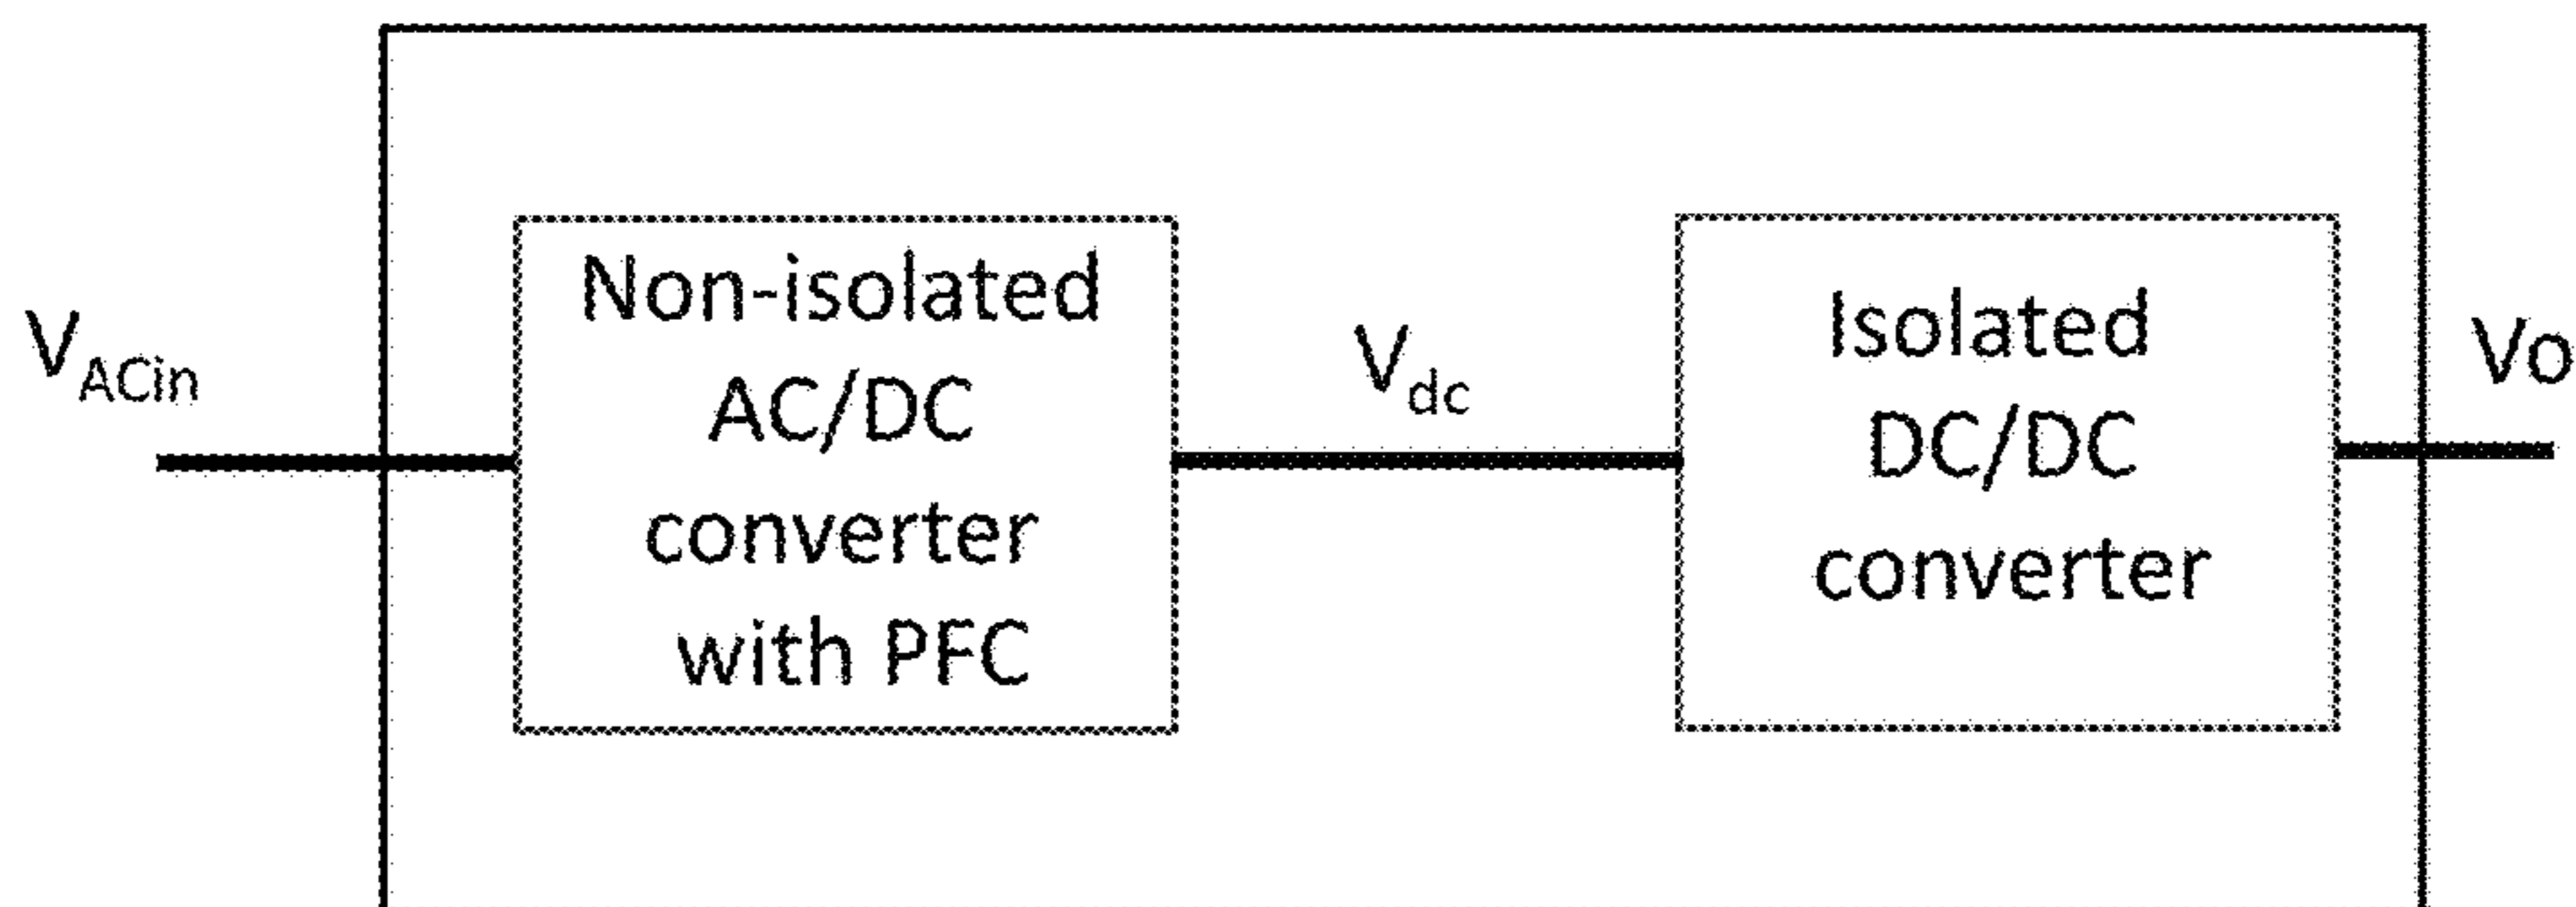 V_ACin
Non-isolated
AC/DC
converter
with PFC
V_dc
Isolated
DC/DC
converter
Vo